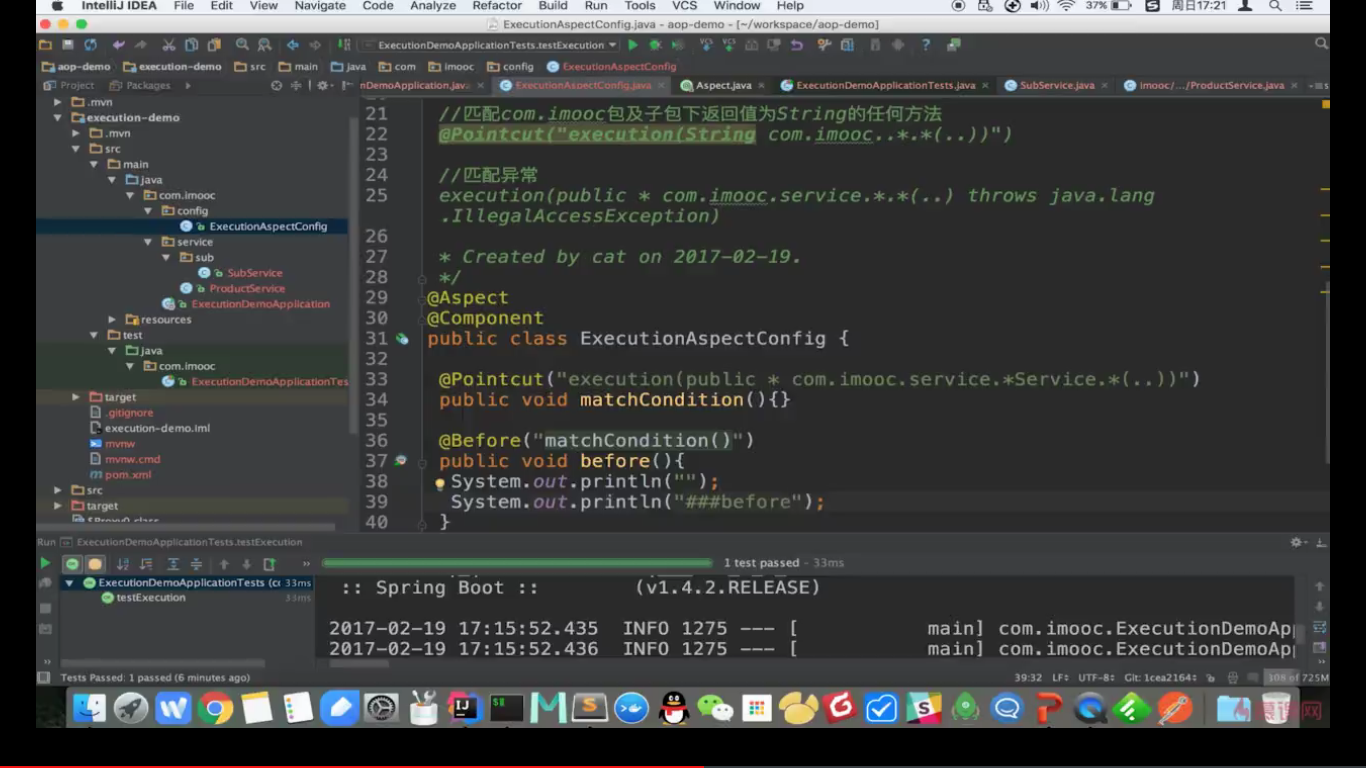 IntelliJ IDEA File Edit View Navigate Code Analyze Refactor Build Run Tools VCS Window Help 37% 周日17:21
ExecutionAspectConfig.java - aop-demo - [~/workspace/aop-demo]
ExecutionDemoApplicationTests.testExecution
aop-demo execution-demo src main java com imooc config ExecutionAspectConfig
Project Packages nDemoApplication.java ExecutionAspectConfig.java Aspect.java ExecutionDemoApplicationTests.java SubService.java imooc/.../ProductService.java
.mvn
execution-demo
.mvn
src
main
java
com.imooc
config
ExecutionAspectConfig
service
sub
SubService
ProductService
ExecutionDemoApplication
resources
test
java
com.imooc
ExecutionDemoApplicationTes
target
.gitignore
execution-demo.iml
mvnw
mvnw.cmd
pom.xml
src
target
$Proxy0.class
21 //匹配com.imooc包及子包下返回值为String的任何方法
22 @Pointcut("execution(String com.imooc..*.*(..))")
23
24 //匹配异常
25 execution(public * com.imooc.service.*.*(..) throws java.lang
.IllegalAccessException)
26
27 * Created by cat on 2017-02-19.
28 */
29 @Aspect
30 @Component
31 public class ExecutionAspectConfig {
32
33 @Pointcut("execution(public * com.imooc.service.*Service.*(..))")
34 public void matchCondition(){}
35
36 @Before("matchCondition()")
37 public void before(){
38 System.out.println("");
39 System.out.println("###before");
40 }
Run ExecutionDemoApplicationTests.testExecution
1 test passed - 33ms
ExecutionDemoApplicationTests (c 33ms
testExecution 33ms
:: Spring Boot :: (v1.4.2.RELEASE)
2017-02-19 17:15:52.435 INFO 1275 --- [ main] com.imooc.ExecutionDemoAp
2017-02-19 17:15:52.436 INFO 1275 --- [ main] com.imooc.ExecutionDemoAp
Tests Passed: 1 passed (6 minutes ago) 39:32 LF UTF-8 Git: 1cea2164 108 of 725M
慕课网